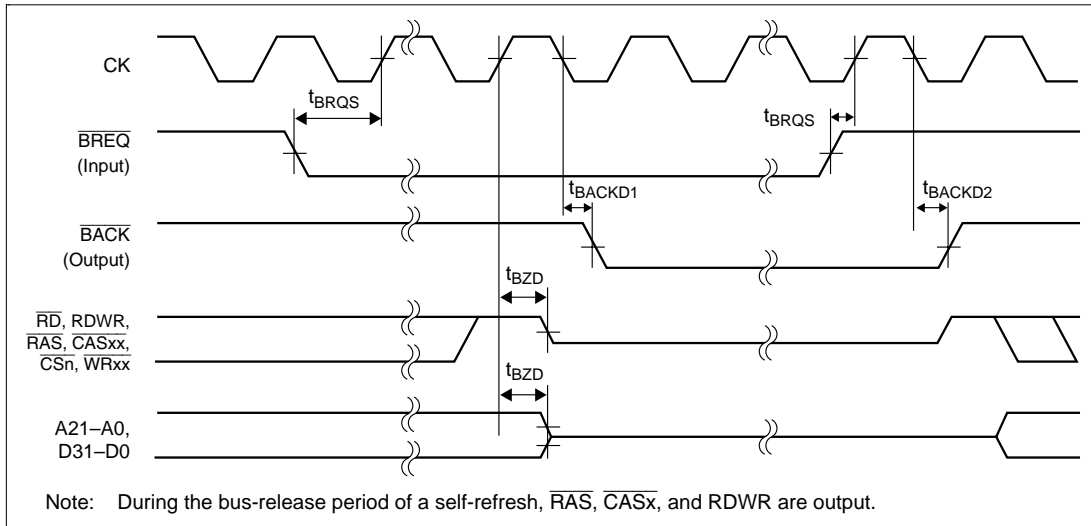 CK
tBRQS
tBRQS
BREQ
(Input)
tBACKD1
tBACKD2
BACK
(Output)
tBZD
RD, RDWR,
RAS, CASxx,
CSn, WRxx
tBZD
A21–A0,
D31–D0
Note: During the bus-release period of a self-refresh, RAS, CASx, and RDWR are output.